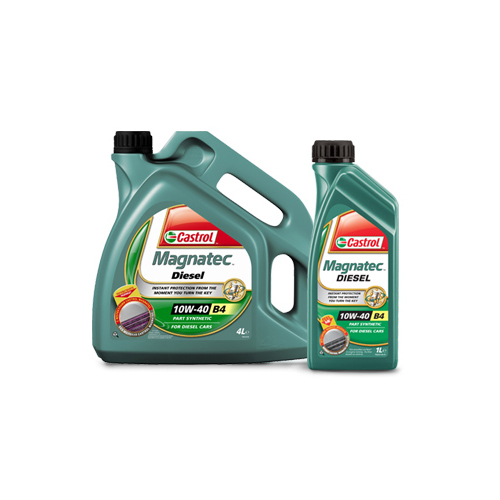 Castrol
Magnatec™
Diesel
INSTANT PROTECTION FROM THE
MOMENT YOU TURN THE KEY
10W-40 B4
PART SYNTHETIC
FOR DIESEL CARS
4L e
Castrol
Magnatec™
DIESEL
INSTANT PROTECTION
FROM THE MOMENT
YOU TURN THE KEY
10W-40 B4
PART SYNTHETIC
FOR DIESEL CARS
1L e